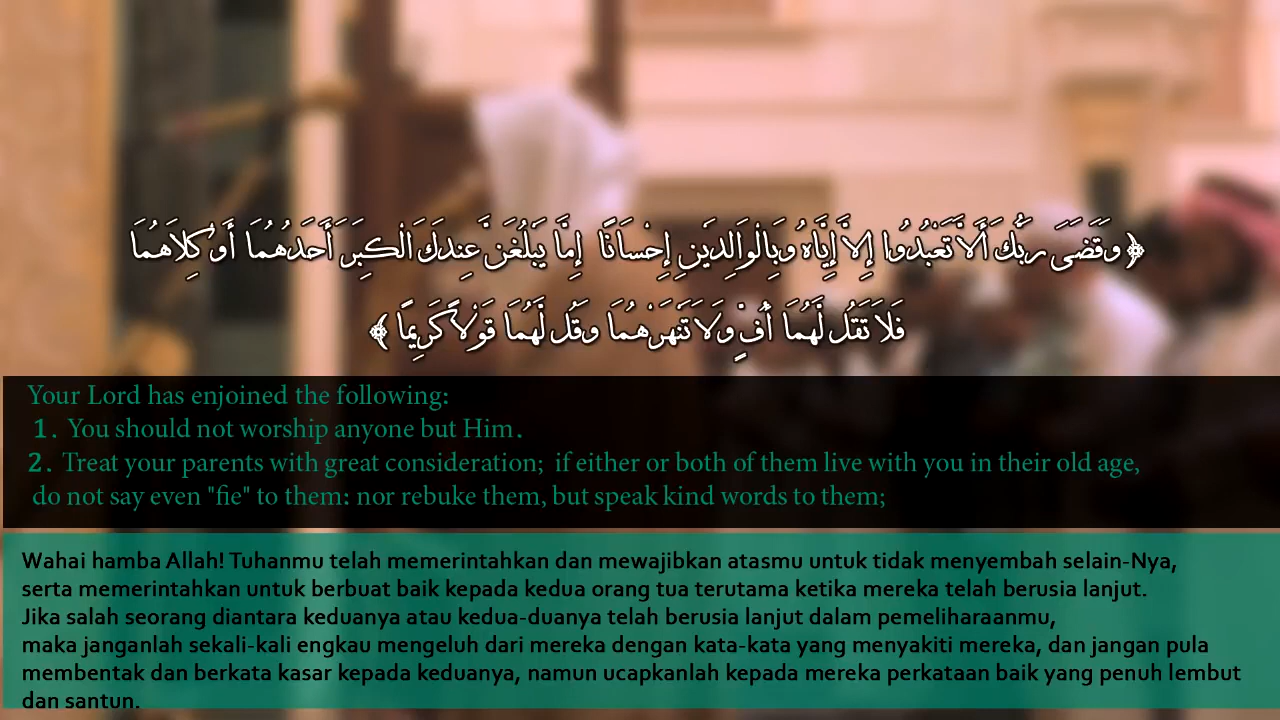 ﴿ وَقَضَىٰ رَبُّكَ أَلَّا تَعْبُدُوا إِلَّا إِيَّاهُ وَبِالْوَالِدَيْنِ إِحْسَانًا إِمَّا يَبْلُغَنَّ عِندَكَ الْكِبَرَ أَحَدُهُمَا أَوْ كِلَاهُمَا
فَلَا تَقُل لَّهُمَا أُفٍّ وَلَا تَنْهَرْهُمَا وَقُل لَّهُمَا قَوْلًا كَرِيمًا ﴾
Your Lord has enjoined the following:
1. You should not worship anyone but Him.
2. Treat your parents with great consideration; if either or both of them live with you in their old age,
do not say even "fie" to them: nor rebuke them, but speak kind words to them;
Wahai hamba Allah! Tuhanmu telah memerintahkan dan mewajibkan atasmu untuk tidak menyembah selain-Nya,
serta memerintahkan untuk berbuat baik kepada kedua orang tua terutama ketika mereka telah berusia lanjut.
Jika salah seorang diantara keduanya atau kedua-duanya telah berusia lanjut dalam pemeliharaanmu,
maka janganlah sekali-kali engkau mengeluh dari mereka dengan kata-kata yang menyakiti mereka, dan jangan pula
membentak dan berkata kasar kepada keduanya, namun ucapkanlah kepada mereka perkataan baik yang penuh lembut
dan santun.